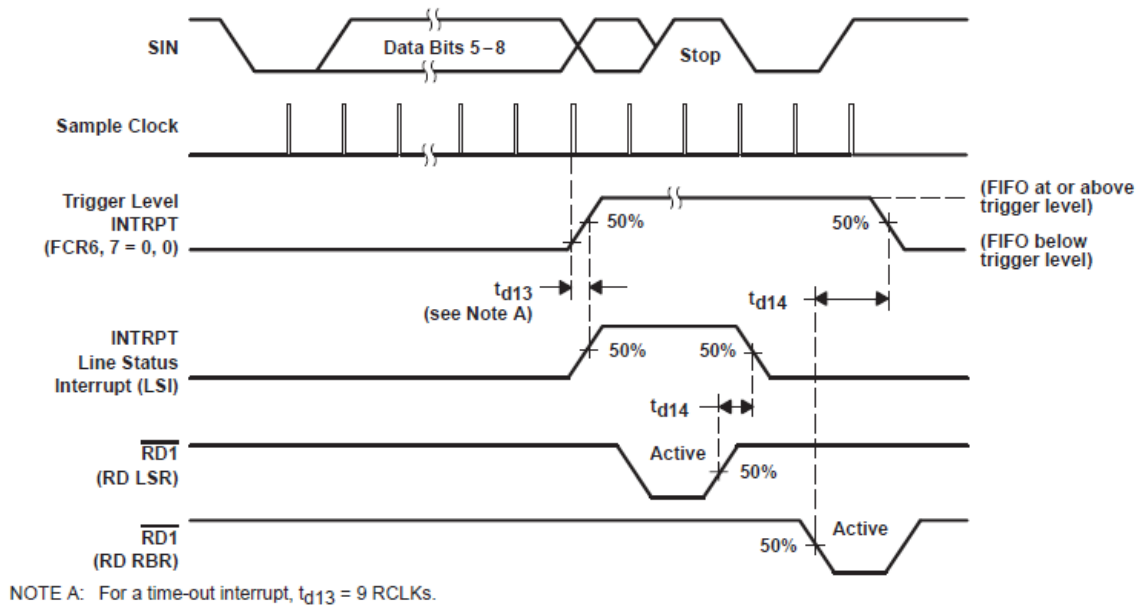 SIN
Data Bits 5–8
Stop
Sample Clock
Trigger Level
INTRPT
(FCR6, 7 = 0, 0)
50%
50%
(FIFO at or above
trigger level)
(FIFO below
trigger level)
td13
(see Note A)
td14
INTRPT
Line Status
Interrupt (LSI)
50%
50%
td14
RD1
(RD LSR)
Active
50%
RD1
(RD RBR)
50%
Active
NOTE A: For a time-out interrupt, td13 = 9 RCLKs.